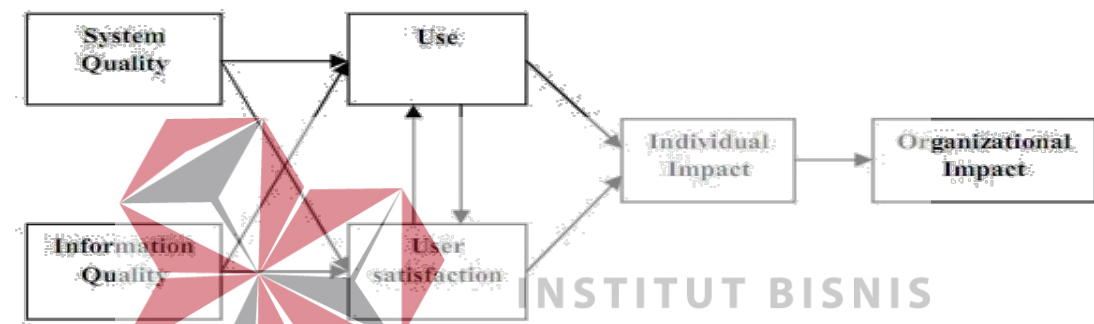 System
Quality
Use
Individual
Impact
Organizational
Impact
Information
Quality
User
satisfaction
INSTITUT BISNIS